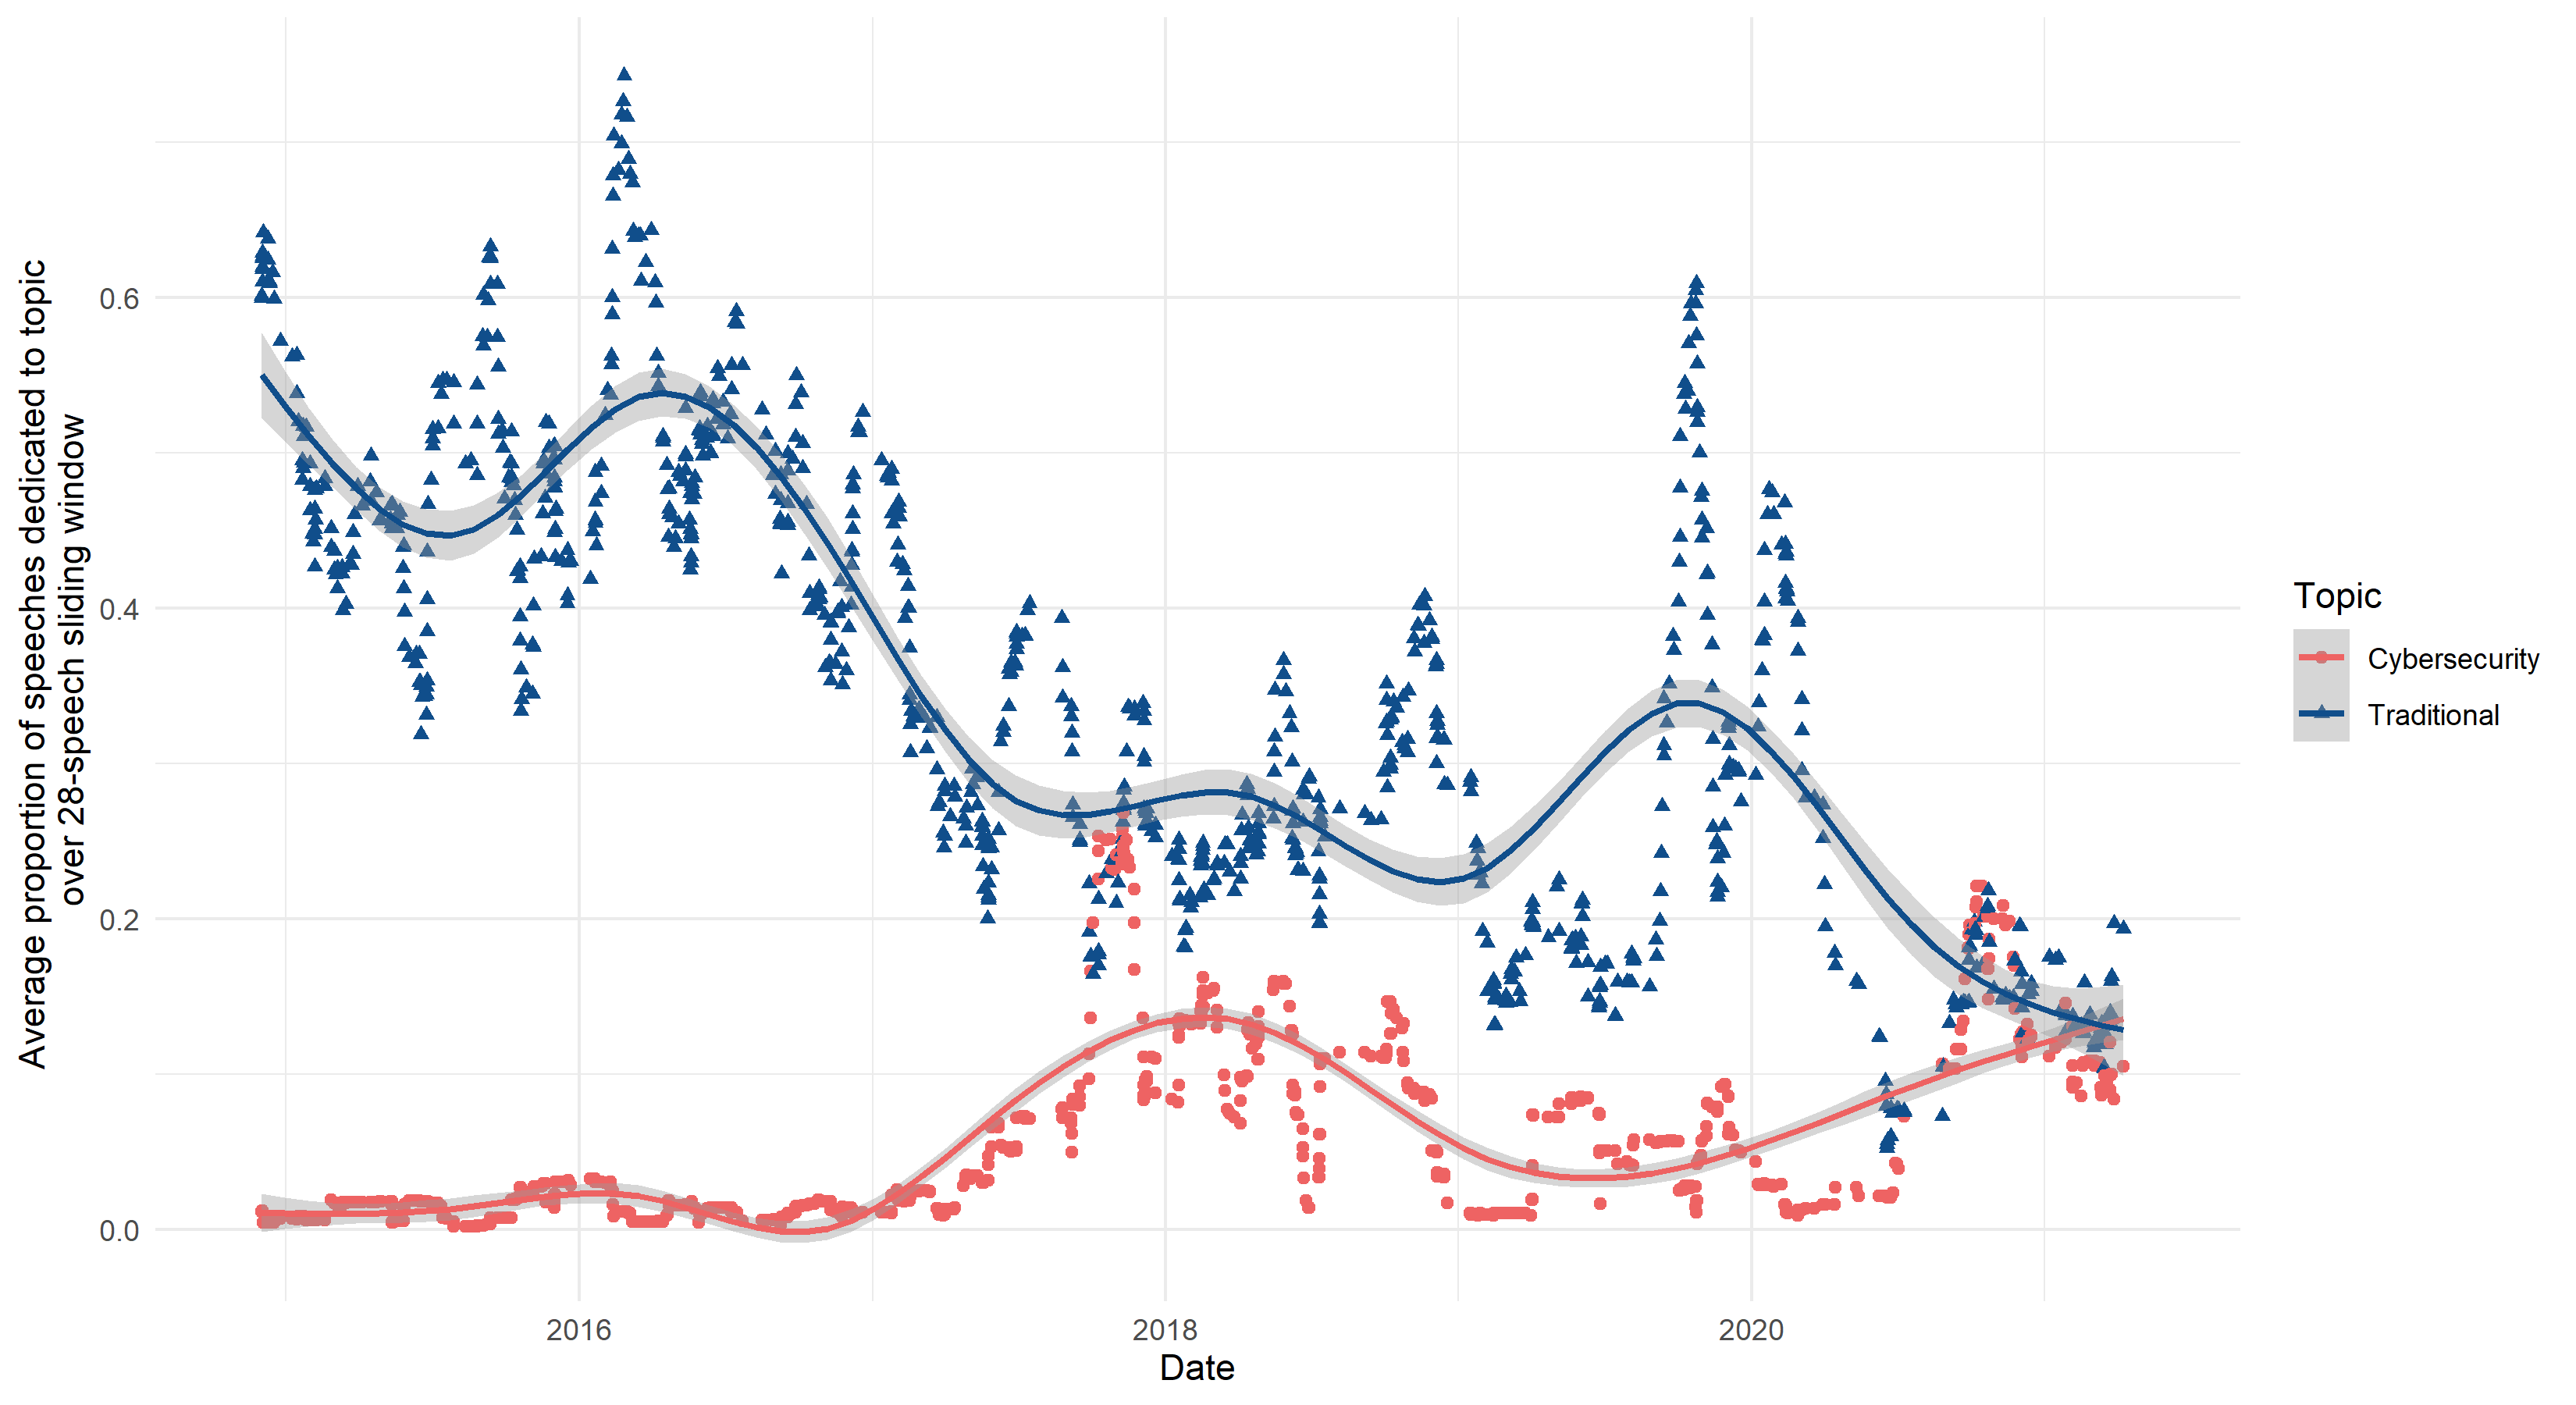 Average proportion of speeches dedicated to topic
over 28-speech sliding window
0.6
0.4
0.2
0.0
2016
2018
2020
Date
Topic
Cybersecurity
Traditional